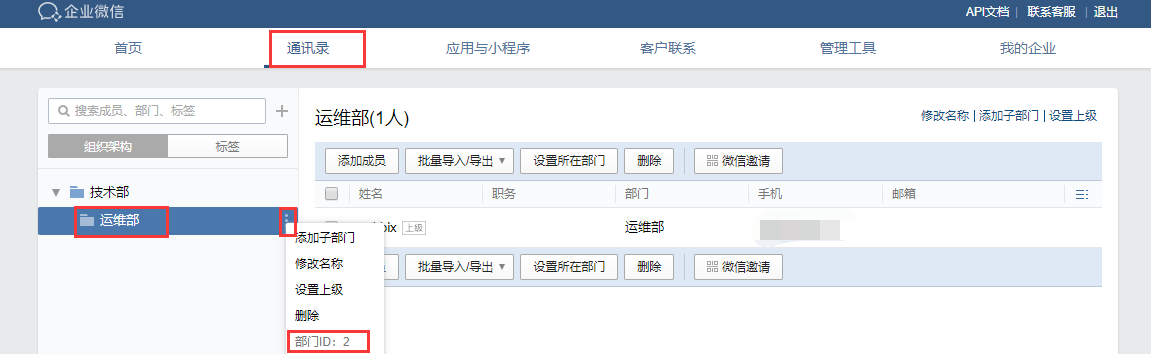 企业微信
API文档 | 联系客服 | 退出
首页 通讯录 应用与小程序 客户联系 管理工具 我的企业
搜索成员、部门、标签
组织架构 标签
技术部
运维部
添加子部门
修改名称
设置上级
删除
部门ID：2
运维部(1人)
修改名称 | 添加子部门 | 设置上级
添加成员 批量导入/导出 设置所在部门 删除 微信邀请
姓名 职务 部门 手机 邮箱
上级 运维部
批量导入/导出 设置所在部门 删除 微信邀请